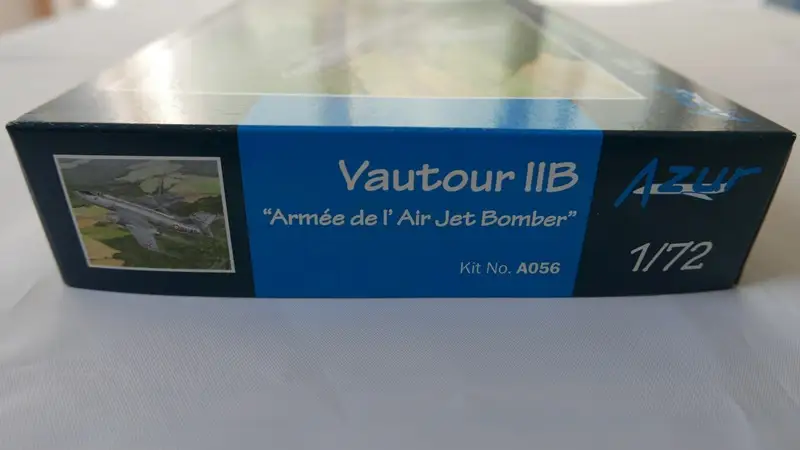 Vautour IIB
“Armée de l’ Air Jet Bomber”
Kit No. A056
Azur
1/72